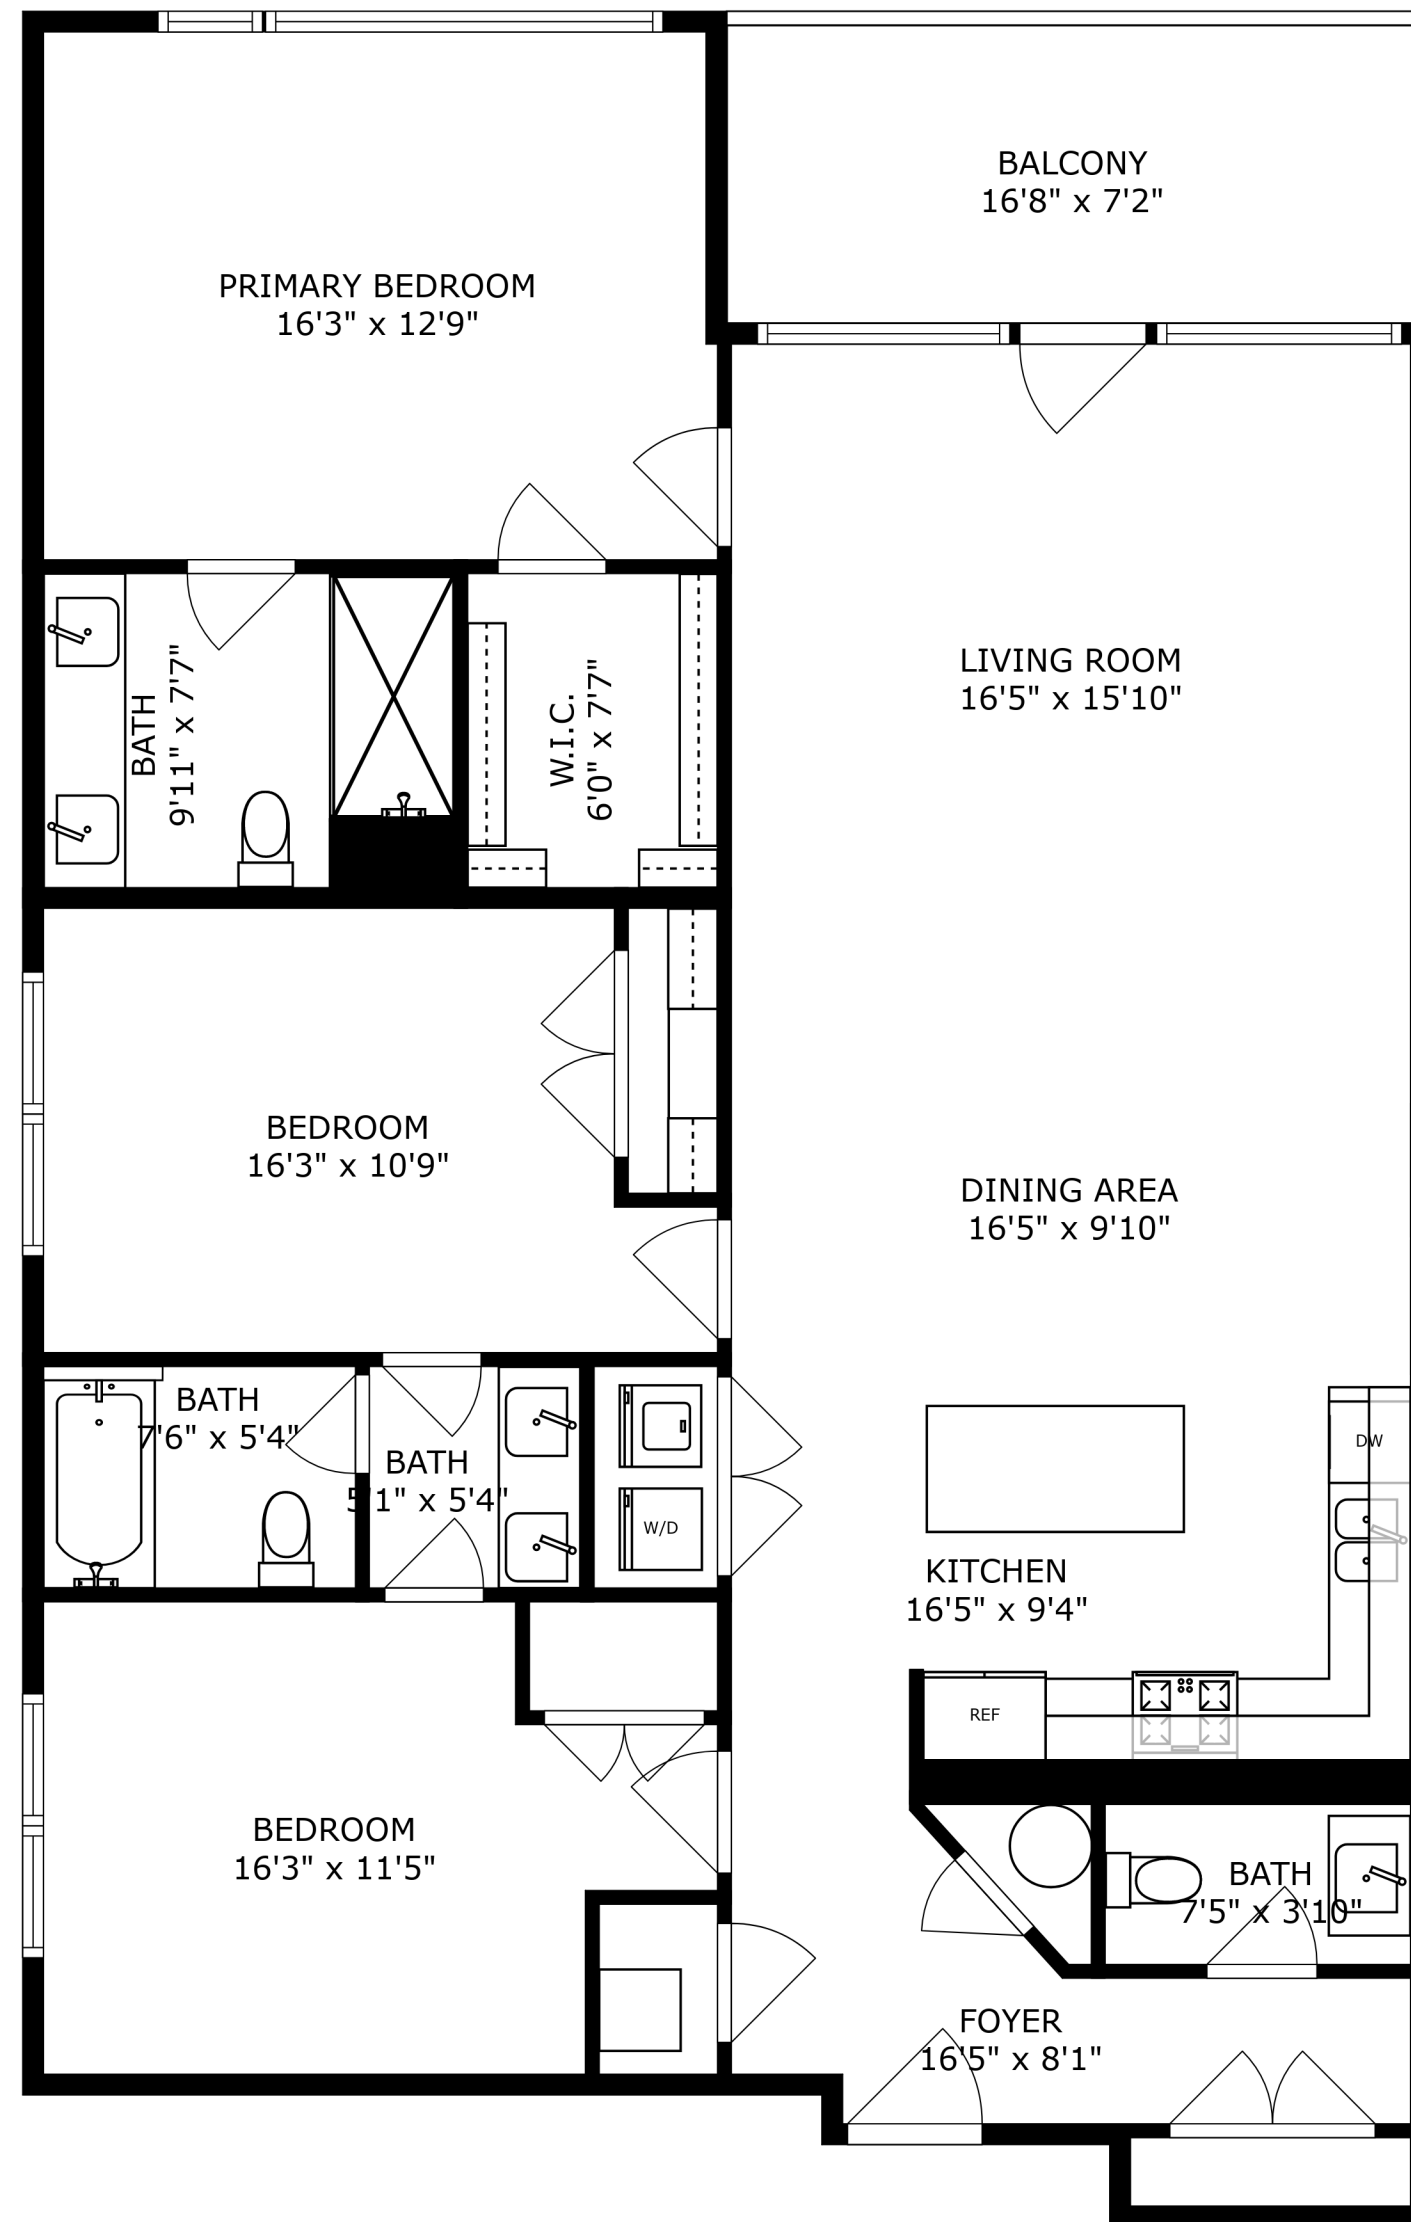 BALCONY
16'8" x 7'2"
PRIMARY BEDROOM
16'3" x 12'9"
LIVING ROOM
16'5" x 15'10"
BATH
9'11" x 7'7"
W.I.C.
6'0" x 7'7"
BEDROOM
16'3" x 10'9"
DINING AREA
16'5" x 9'10"
BATH
7'6" x 5'4"
BATH
5'1" x 5'4"
W/D
DW
KITCHEN
16'5" x 9'4"
REF
BEDROOM
16'3" x 11'5"
BATH
7'5" x 3'10"
FOYER
16'5" x 8'1"